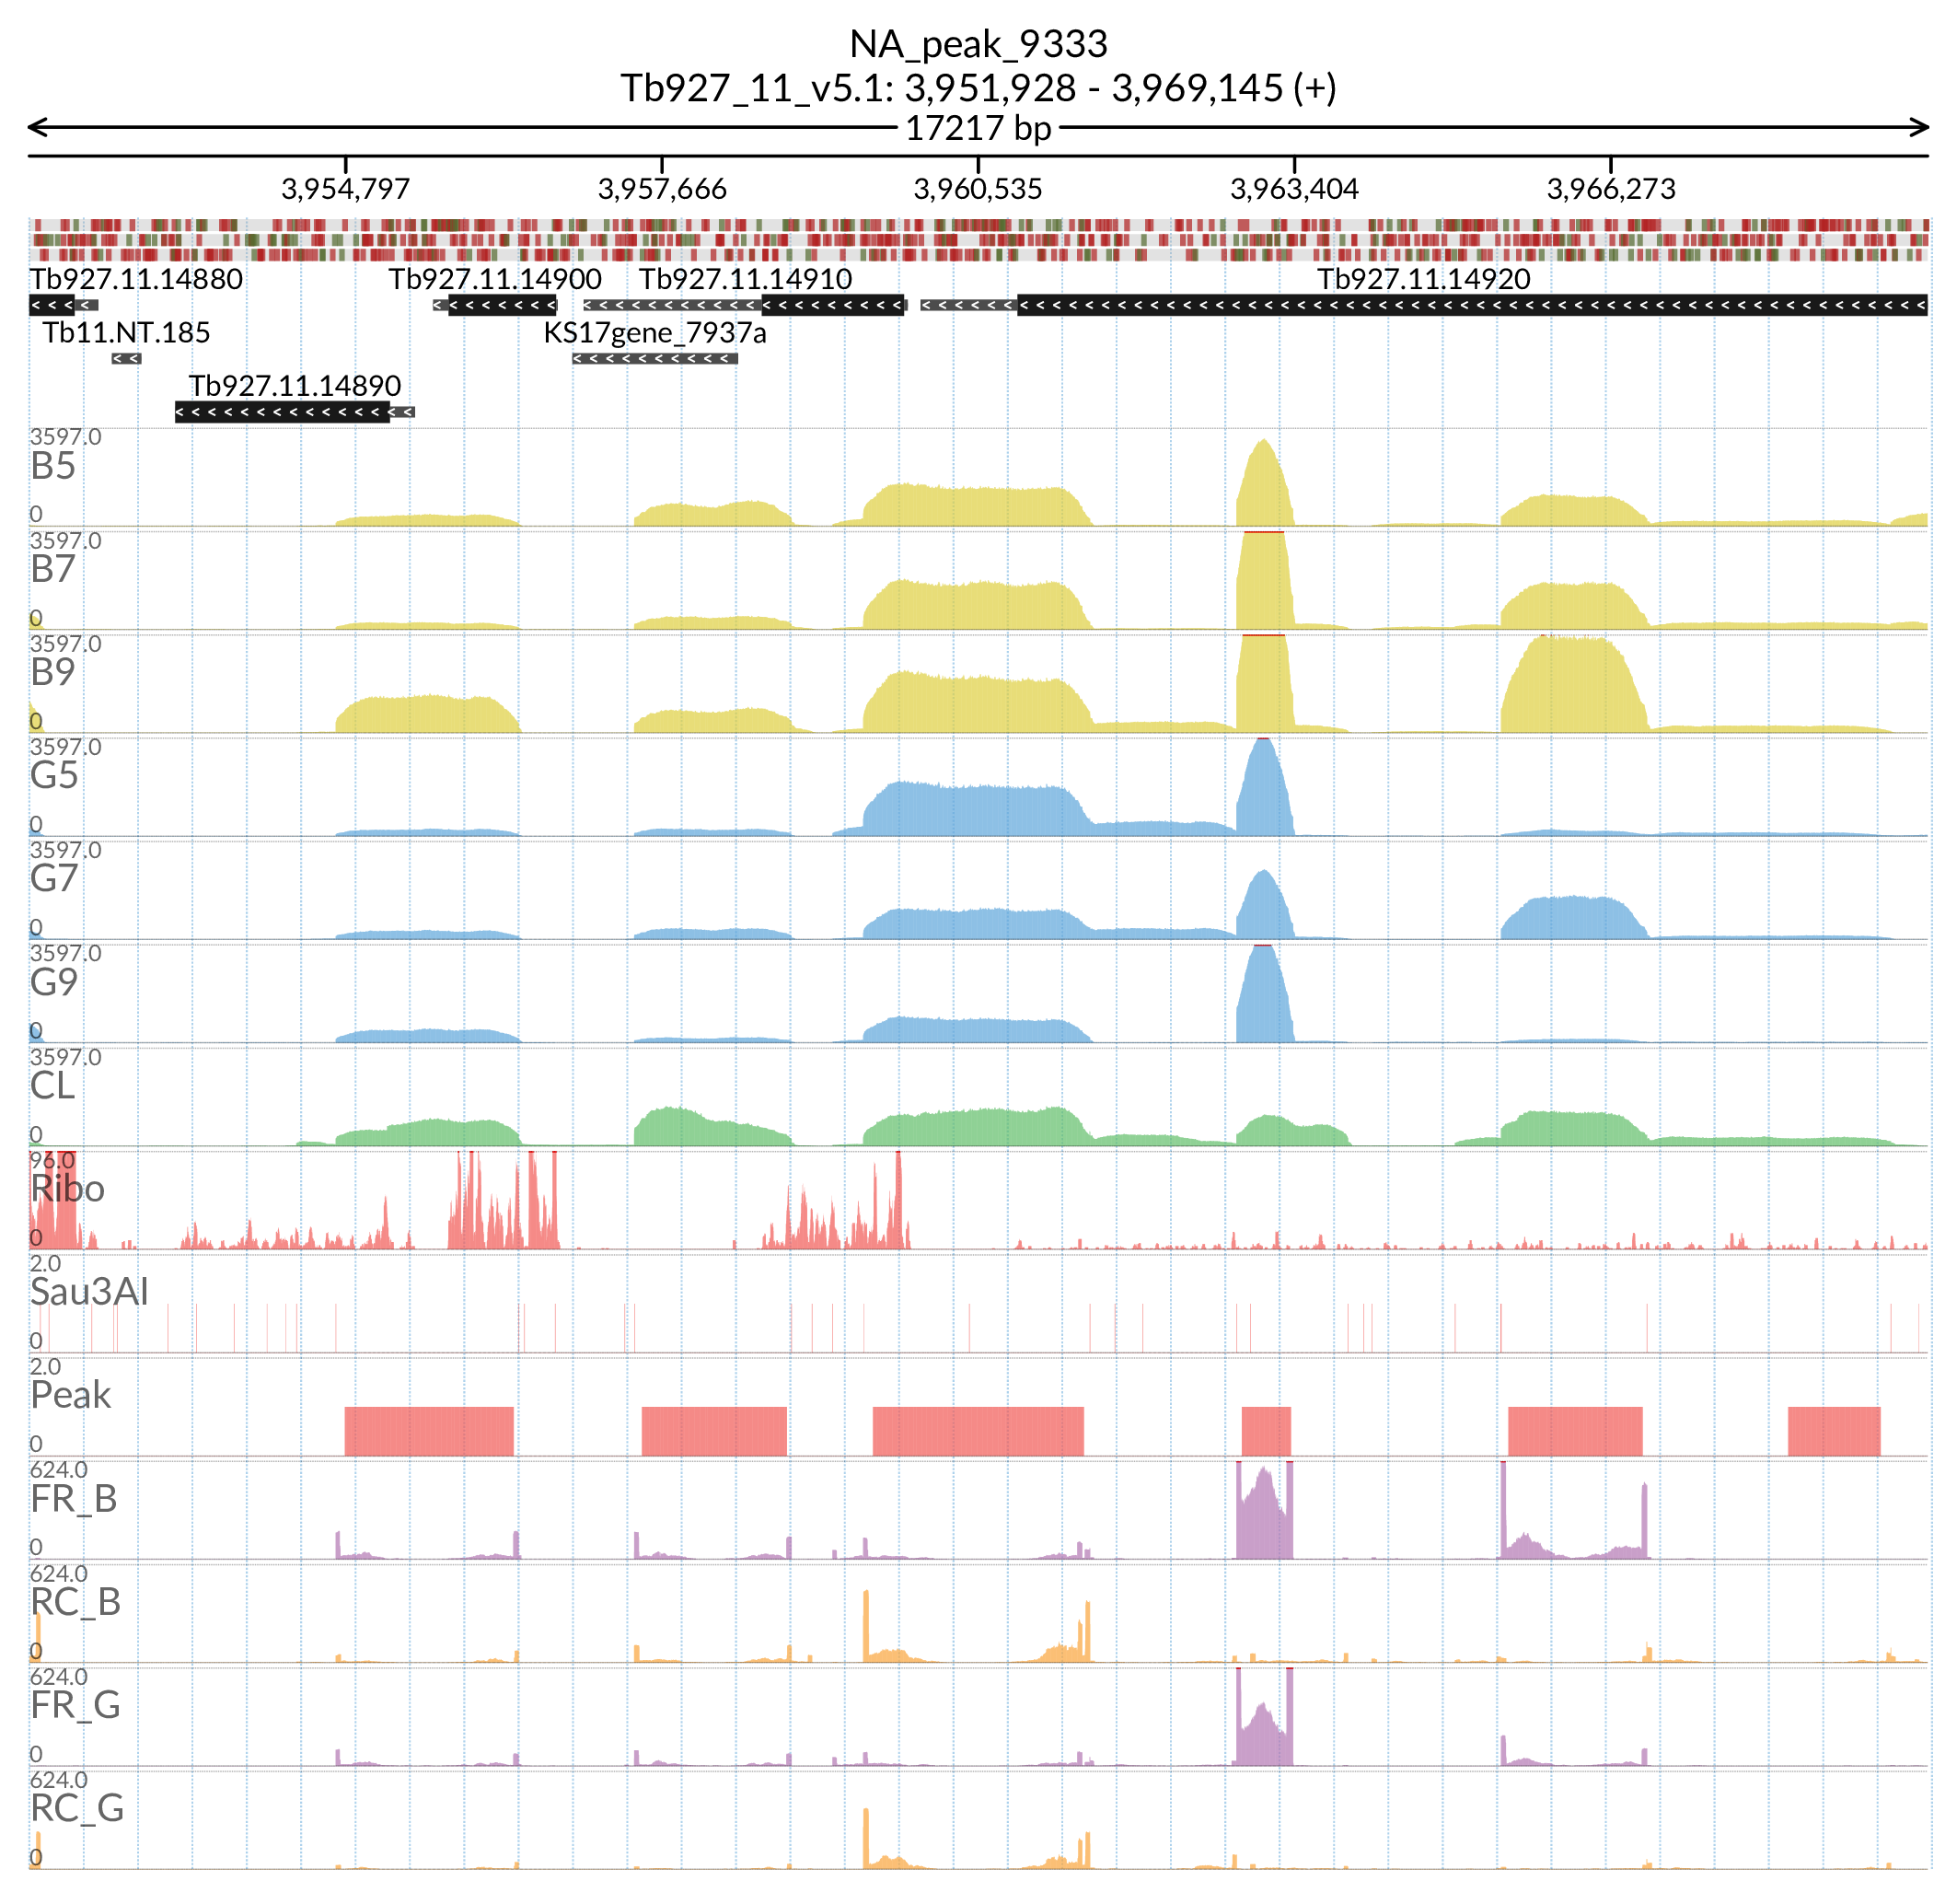 NA_peak_9333
Tb927_11_v5.1: 3,951,928 - 3,969,145 (+)
17217 bp
3,954,797 3,957,666 3,960,535 3,963,404 3,966,273
Tb927.11.14880 Tb927.11.14900 Tb927.11.14910 Tb927.11.14920
Tb11.NT.185 KS17gene_7937a
Tb927.11.14890
3597.0
B5
0
3597.0
B7
0
3597.0
B9
0
3597.0
G5
0
3597.0
G7
0
3597.0
G9
0
3597.0
CL
0
96.0
Ribo
0
2.0
Sau3AI
0
2.0
Peak
0
624.0
FR_B
0
624.0
RC_B
0
624.0
FR_G
0
624.0
RC_G
0